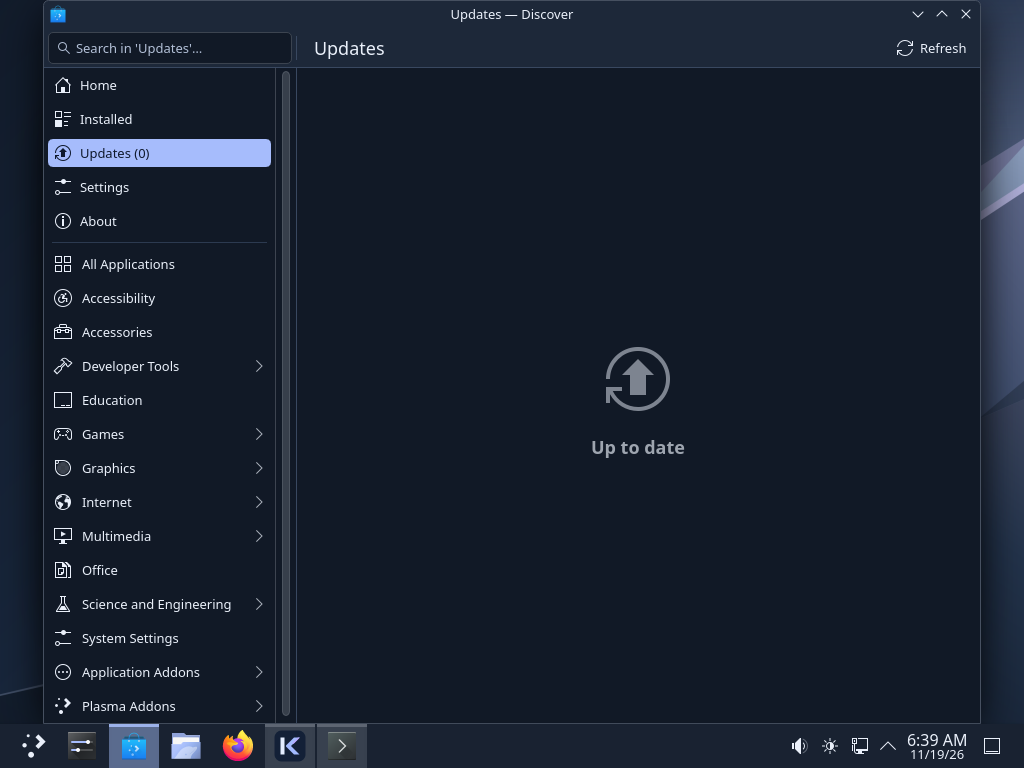 Updates — Discover
Search in 'Updates'...
Updates
Refresh
Home
Installed
Updates (0)
Settings
About
All Applications
Accessibility
Accessories
Developer Tools
Education
Games
Graphics
Internet
Multimedia
Office
Science and Engineering
System Settings
Application Addons
Plasma Addons
Up to date
6:39 AM
11/19/26